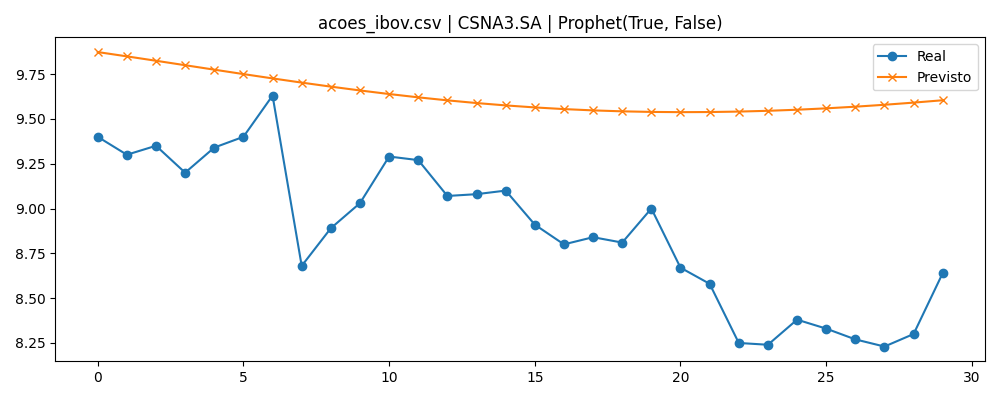 acoes_ibov.csv | CSNA3.SA | Prophet(True, False)
Real
Previsto
9.75
9.50
9.25
9.00
8.75
8.50
8.25
0 5 10 15 20 25 30